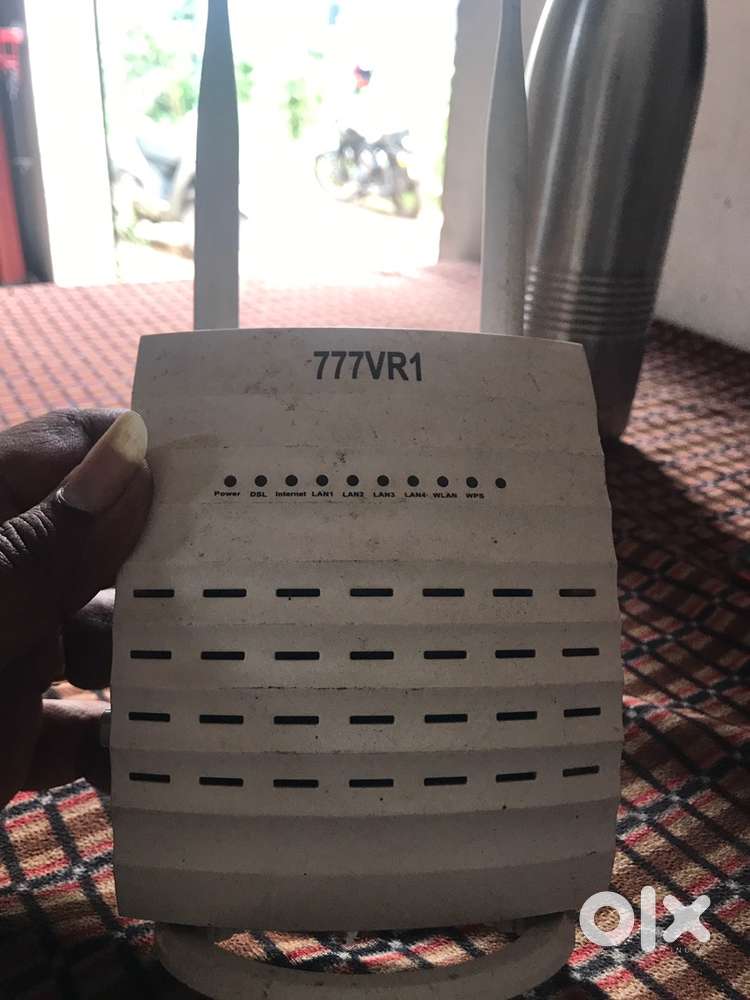 777VR1
Power DSL Internet LAN1 LAN2 LAN3 LAN4 WLAN WPS
olx